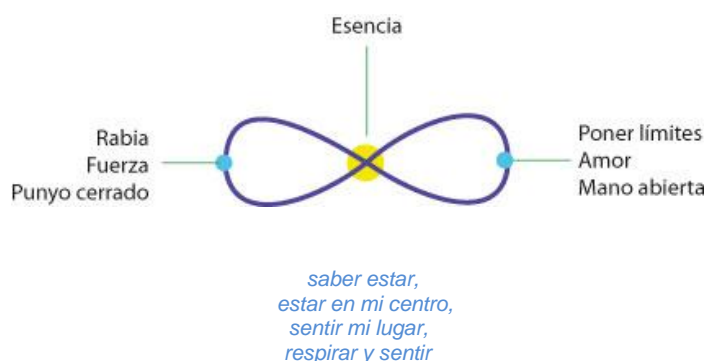 Esencia
Rabia
Fuerza
Punyo cerrado
Poner límites
Amor
Mano abierta
saber estar,
estar en mi centro,
sentir mi lugar,
respirar y sentir